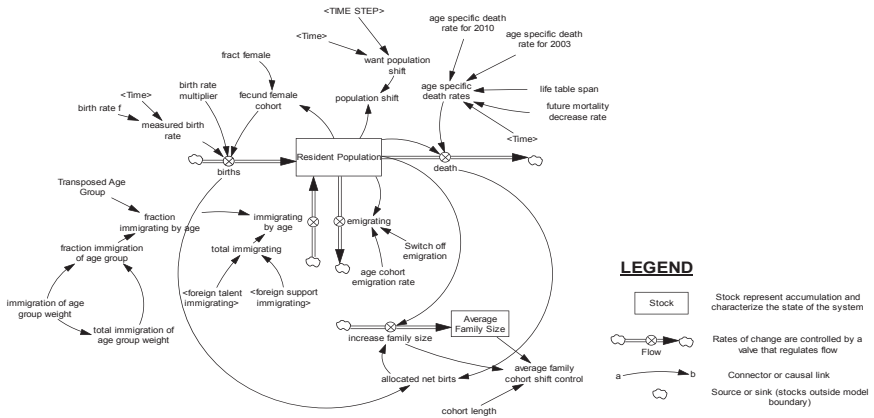 <TIME STEP>
<Time>
want population
shift
population shift
age specific death
rate for 2010
age specific death
rate for 2003
age specific
death rates
life table span
future mortality
decrease rate
<Time>
fract female
fecund female
cohort
birth rate
multiplier
<Time>
birth rate f
measured birth
rate
births
Resident Population
death
Transposed Age
Group
fraction
immigrating by age
fraction immigration
of age group
immigration of age
group weight
total immigration of
age group weight
immigrating
by age
total immigrating
<foreign talent
immigrating>
<foreign support
immigrating>
emigrating
Switch off
emigration
age cohort
emigration rate
increase family size
Average
Family Size
allocated net birts
average family
cohort shift control
cohort length
LEGEND
Stock
Stock represent accumulation and
characterize the state of the system
Flow
Rates of change are controlled by a
valve that regulates flow
a
b
Connector or causal link
Source or sink (stocks outside model
boundary)